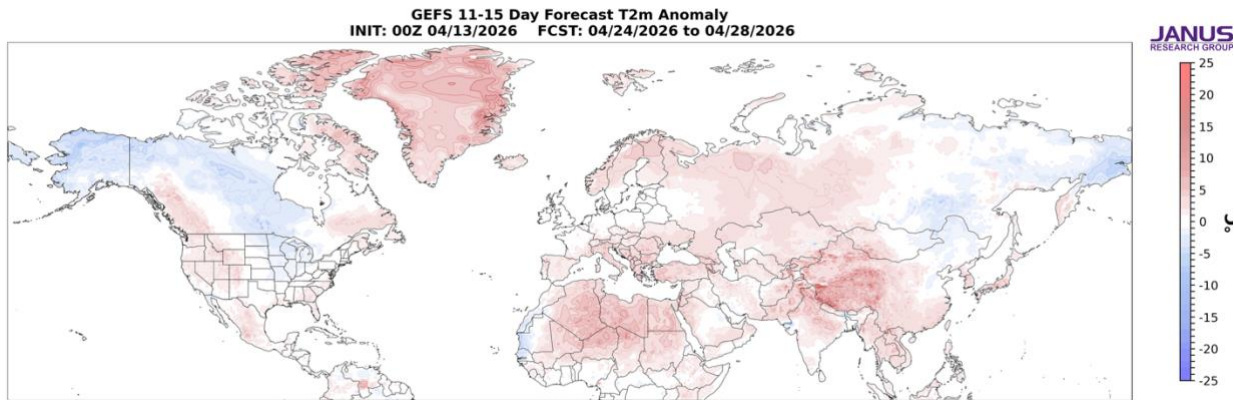 GEFS 11-15 Day Forecast T2m Anomaly
INIT: 00Z 04/13/2026 FCST: 04/24/2026 to 04/28/2026
JANUS
RESEARCH GROUP
25
20
15
10
5
0
-5
-10
-15
-20
-25
°C